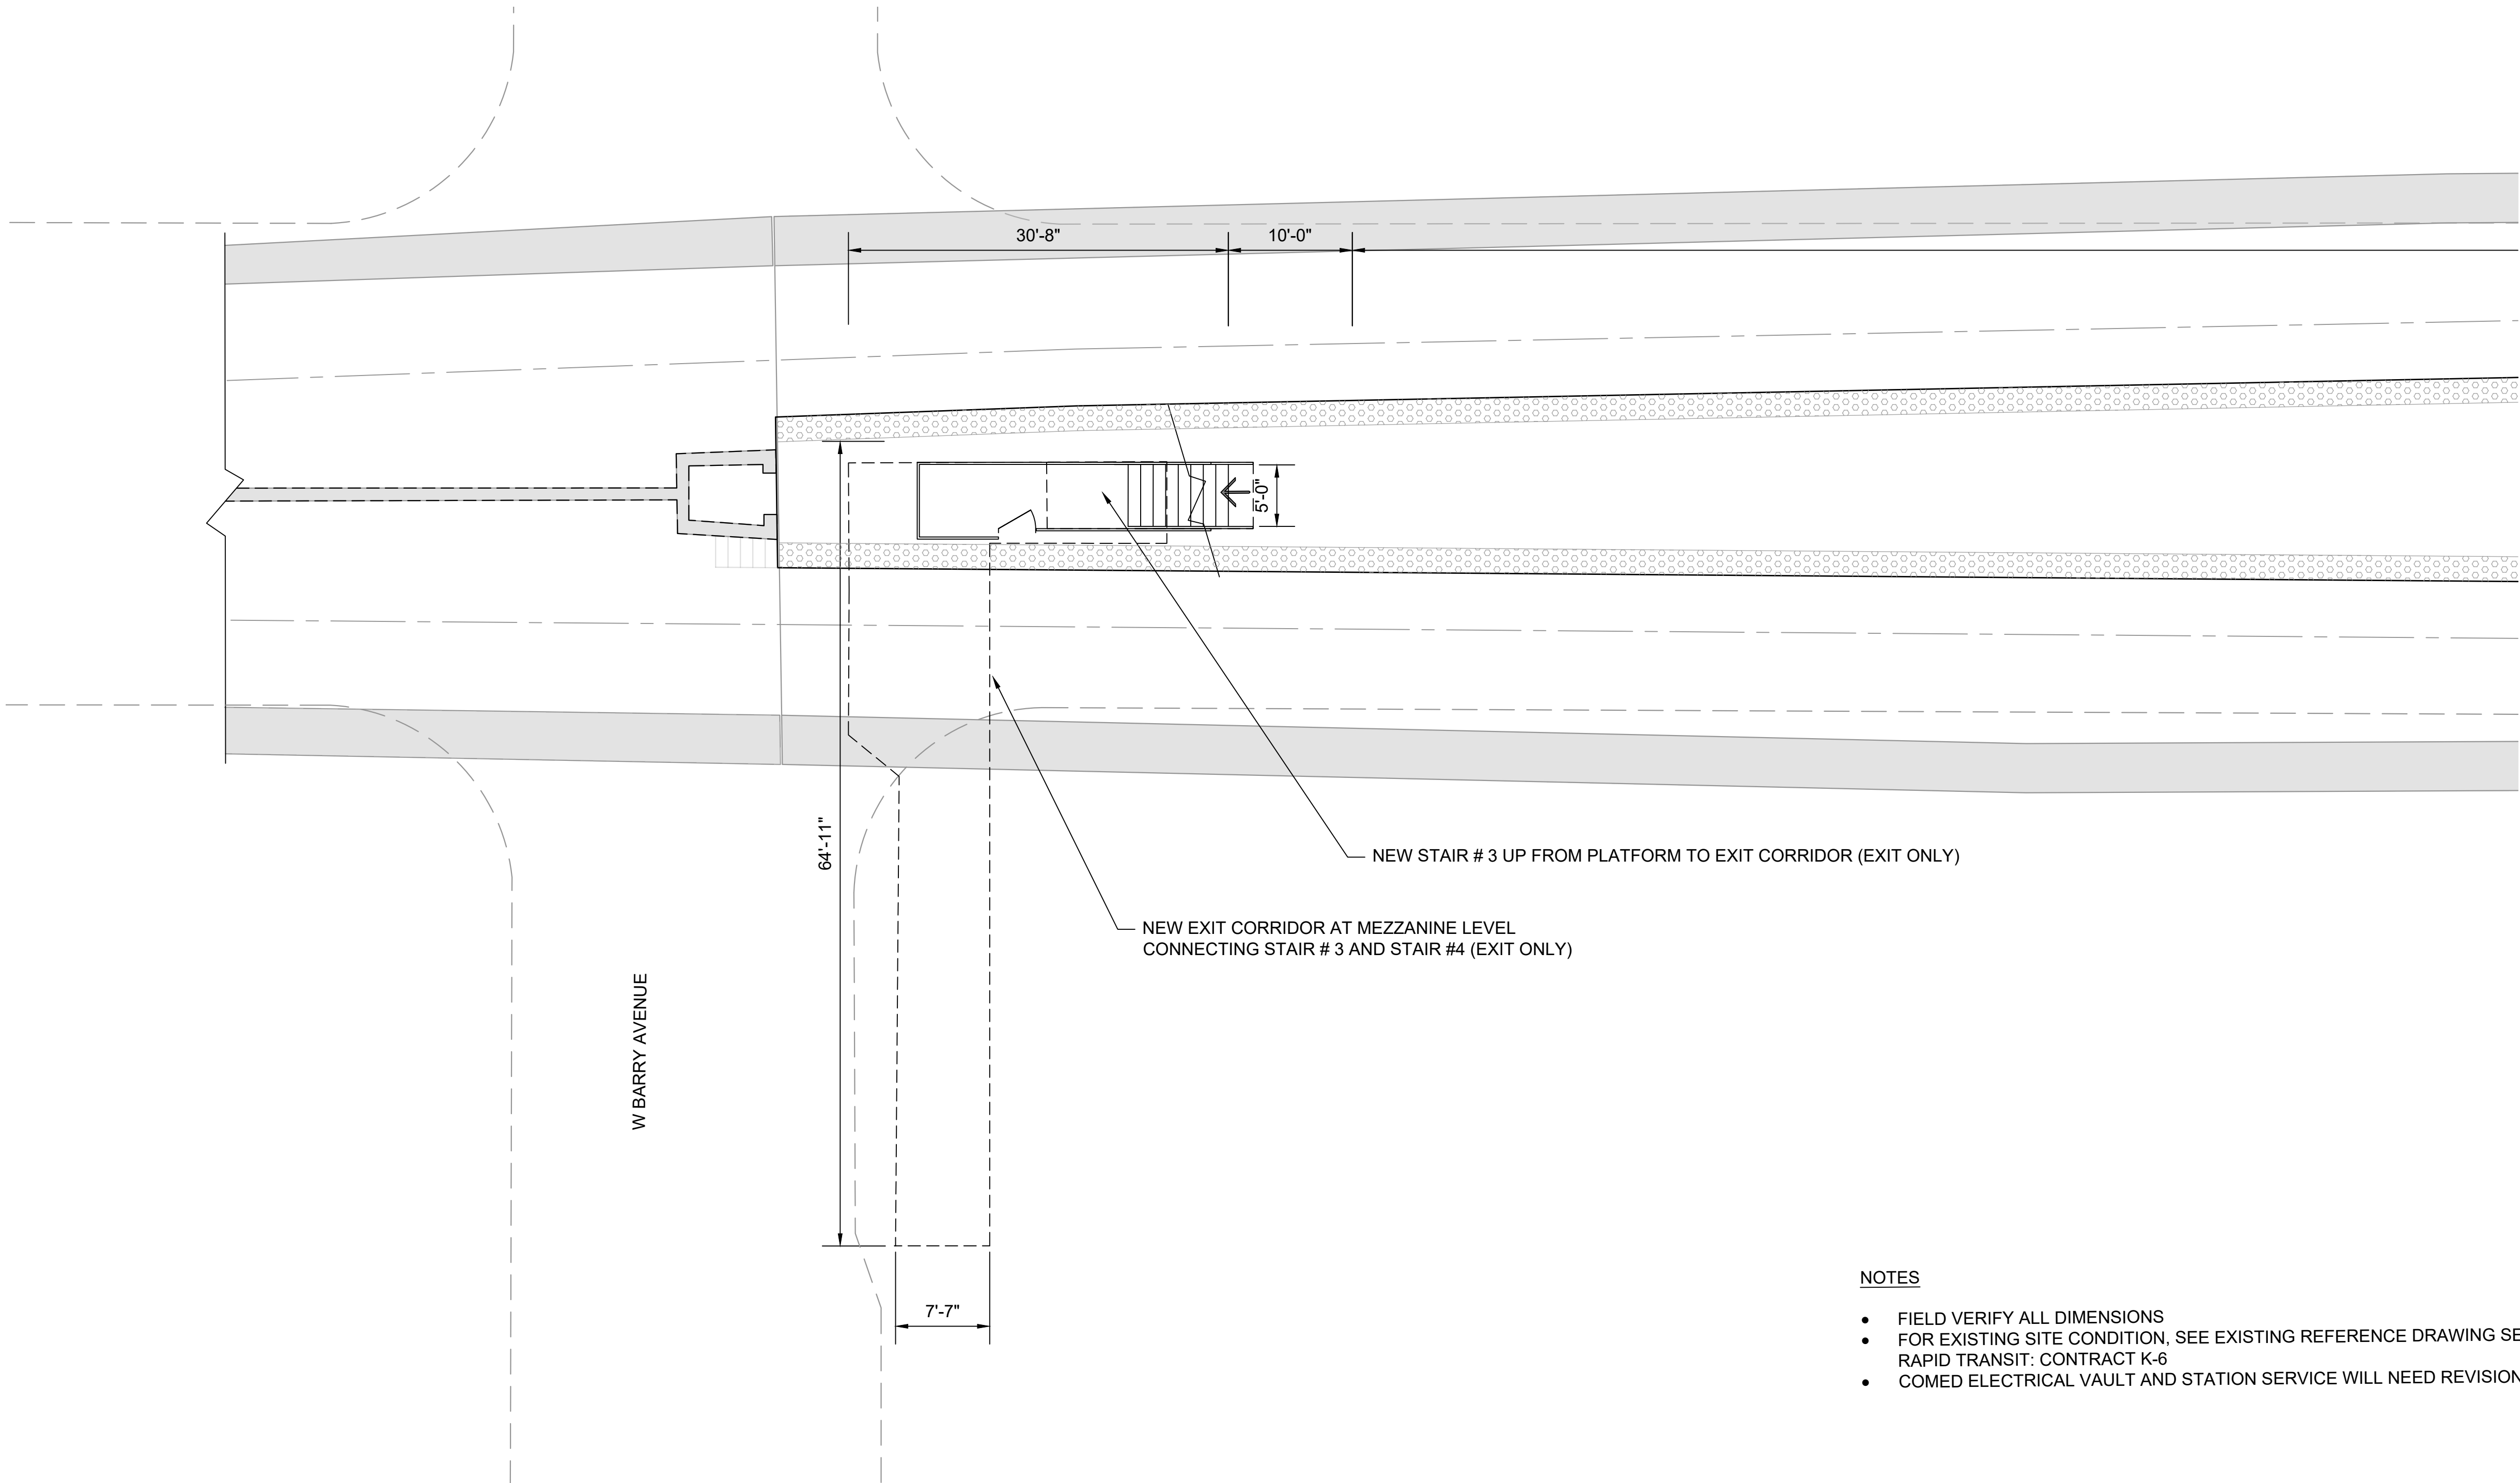 30'-8"
10'-0"
5'-0"
64'-11"
NEW STAIR # 3 UP FROM PLATFORM TO EXIT CORRIDOR (EXIT ONLY)
NEW EXIT CORRIDOR AT MEZZANINE LEVEL
CONNECTING STAIR # 3 AND STAIR #4 (EXIT ONLY)
W BARRY AVENUE
7'-7"
NOTES
• FIELD VERIFY ALL DIMENSIONS
• FOR EXISTING SITE CONDITION, SEE EXISTING REFERENCE DRAWING SE
RAPID TRANSIT: CONTRACT K-6
• COMED ELECTRICAL VAULT AND STATION SERVICE WILL NEED REVISION